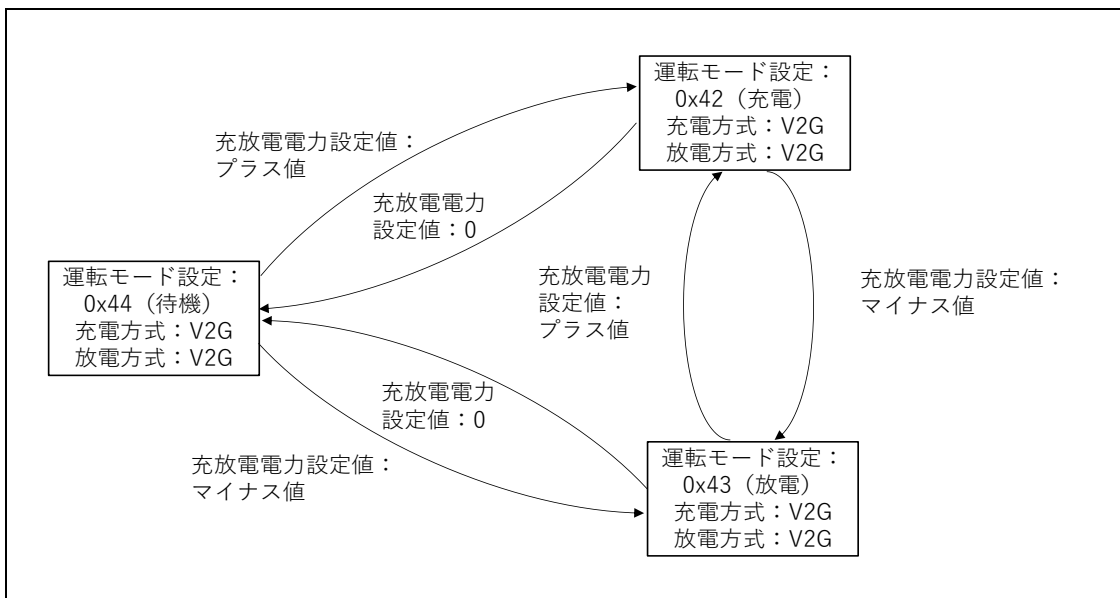 運転モード設定：
0x42（充電）
充電方式：V2G
放電方式：V2G
充放電電力設定値：
プラス値
充放電電力
設定値：0
運転モード設定：
0x44（待機）
充電方式：V2G
放電方式：V2G
充放電電力
設定値：
プラス値
充放電電力設定値：
マイナス値
充放電電力
設定値：0
充放電電力設定値：
マイナス値
運転モード設定：
0x43（放電）
充電方式：V2G
放電方式：V2G